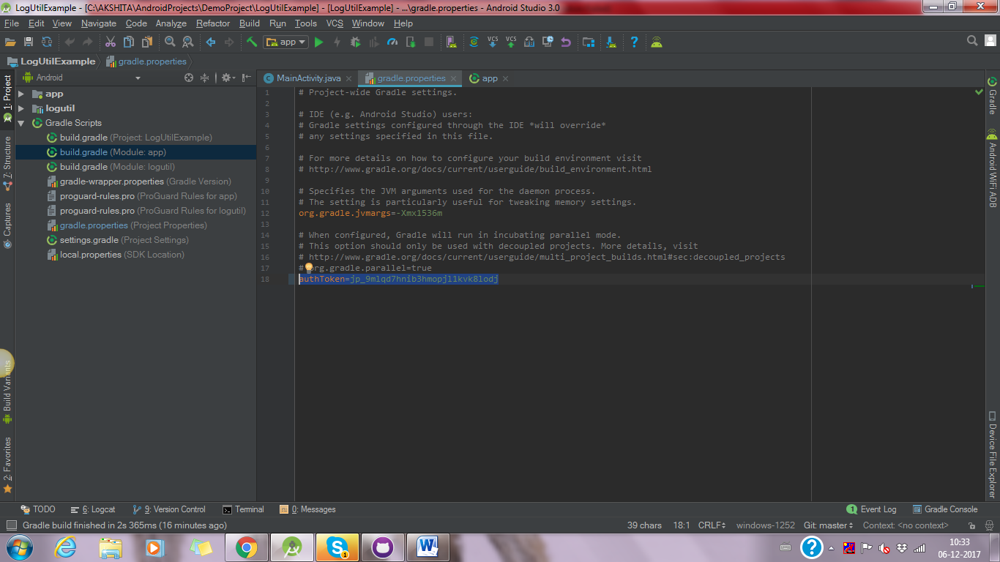 LogUtilExample - [C:\AKSHITA\AndroidProjects\DemoProject\LogUtilExample] - [LogUtilExample] - ...\gradle.properties - Android Studio 3.0
File Edit View Navigate Code Analyze Refactor Build Run Tools VCS Window Help
app VCS VCS
LogUtilExample gradle.properties
Android
MainActivity.java gradle.properties app
1: Project
7: Structure
Captures
Build Variants
2: Favorites
app
logutil
Gradle Scripts
build.gradle (Project: LogUtilExample)
build.gradle (Module: app)
build.gradle (Module: logutil)
gradle-wrapper.properties (Gradle Version)
proguard-rules.pro (ProGuard Rules for app)
proguard-rules.pro (ProGuard Rules for logutil)
gradle.properties (Project Properties)
settings.gradle (Project Settings)
local.properties (SDK Location)
1 # Project-wide Gradle settings.
2
3 # IDE (e.g. Android Studio) users:
4 # Gradle settings configured through the IDE *will override*
5 # any settings specified in this file.
6
7 # For more details on how to configure your build environment visit
8 # http://www.gradle.org/docs/current/userguide/build_environment.html
9
10 # Specifies the JVM arguments used for the daemon process.
11 # The setting is particularly useful for tweaking memory settings.
12 org.gradle.jvmargs=-Xmx1536m
13
14 # When configured, Gradle will run in incubating parallel mode.
15 # This option should only be used with decoupled projects. More details, visit
16 # http://www.gradle.org/docs/current/userguide/multi_project_builds.html#sec:decoupled_projects
17 # org.gradle.parallel=true
18 authToken=jp_9mlqd7hnib3hmopjl1kvk8lodj
Gradle
Android WiFi ADB
Device File Explorer
TODO 6: Logcat 9: Version Control Terminal 0: Messages 1 Event Log Gradle Console
Gradle build finished in 2s 365ms (16 minutes ago) 39 chars 18:1 CRLF windows-1252 Git: master Context: <no context>
10:33
06-12-2017